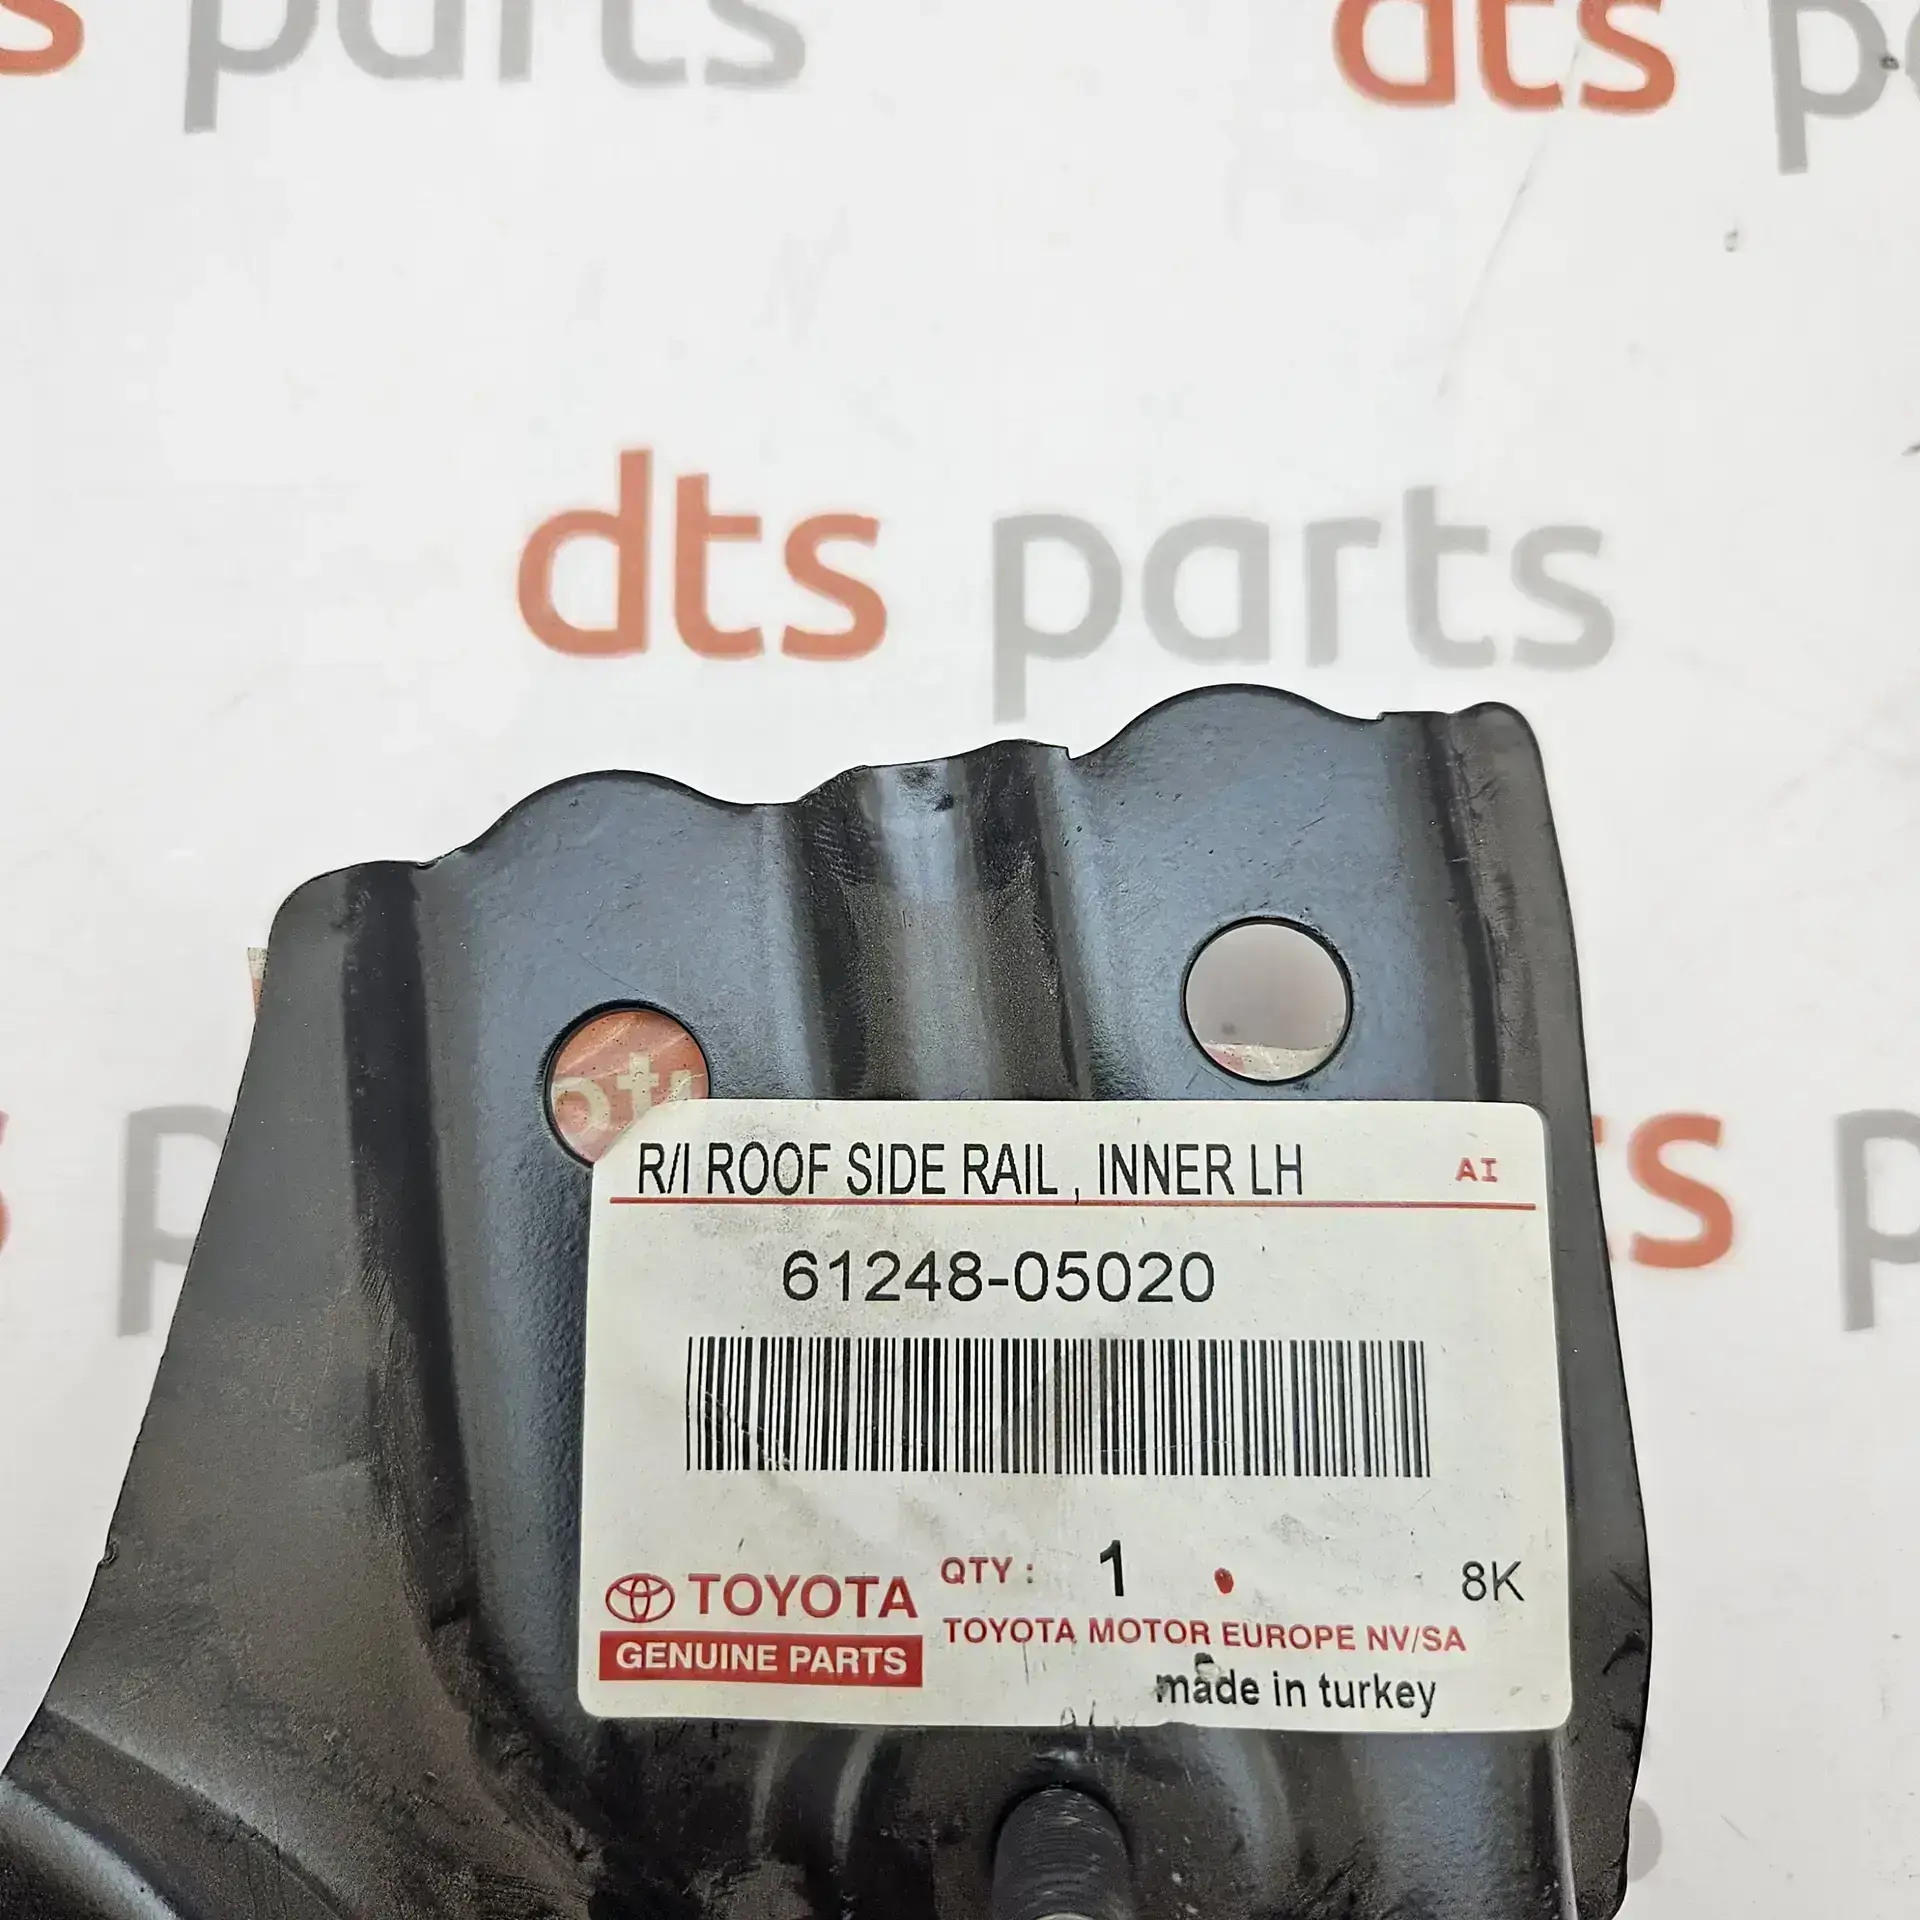 parts
dts
dts parts
R/I ROOF SIDE RAIL , INNER LH AI
61248-05020
QTY : 1 8K
TOYOTA
GENUINE PARTS
TOYOTA MOTOR EUROPE NV/SA
made in turkey